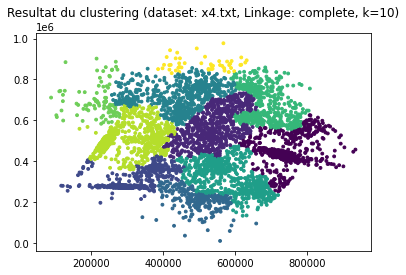 Resultat du clustering (dataset: x4.txt, Linkage: complete, k=10)
1e6
1.0
0.8
0.6
0.4
0.2
0.0
200000 400000 600000 800000